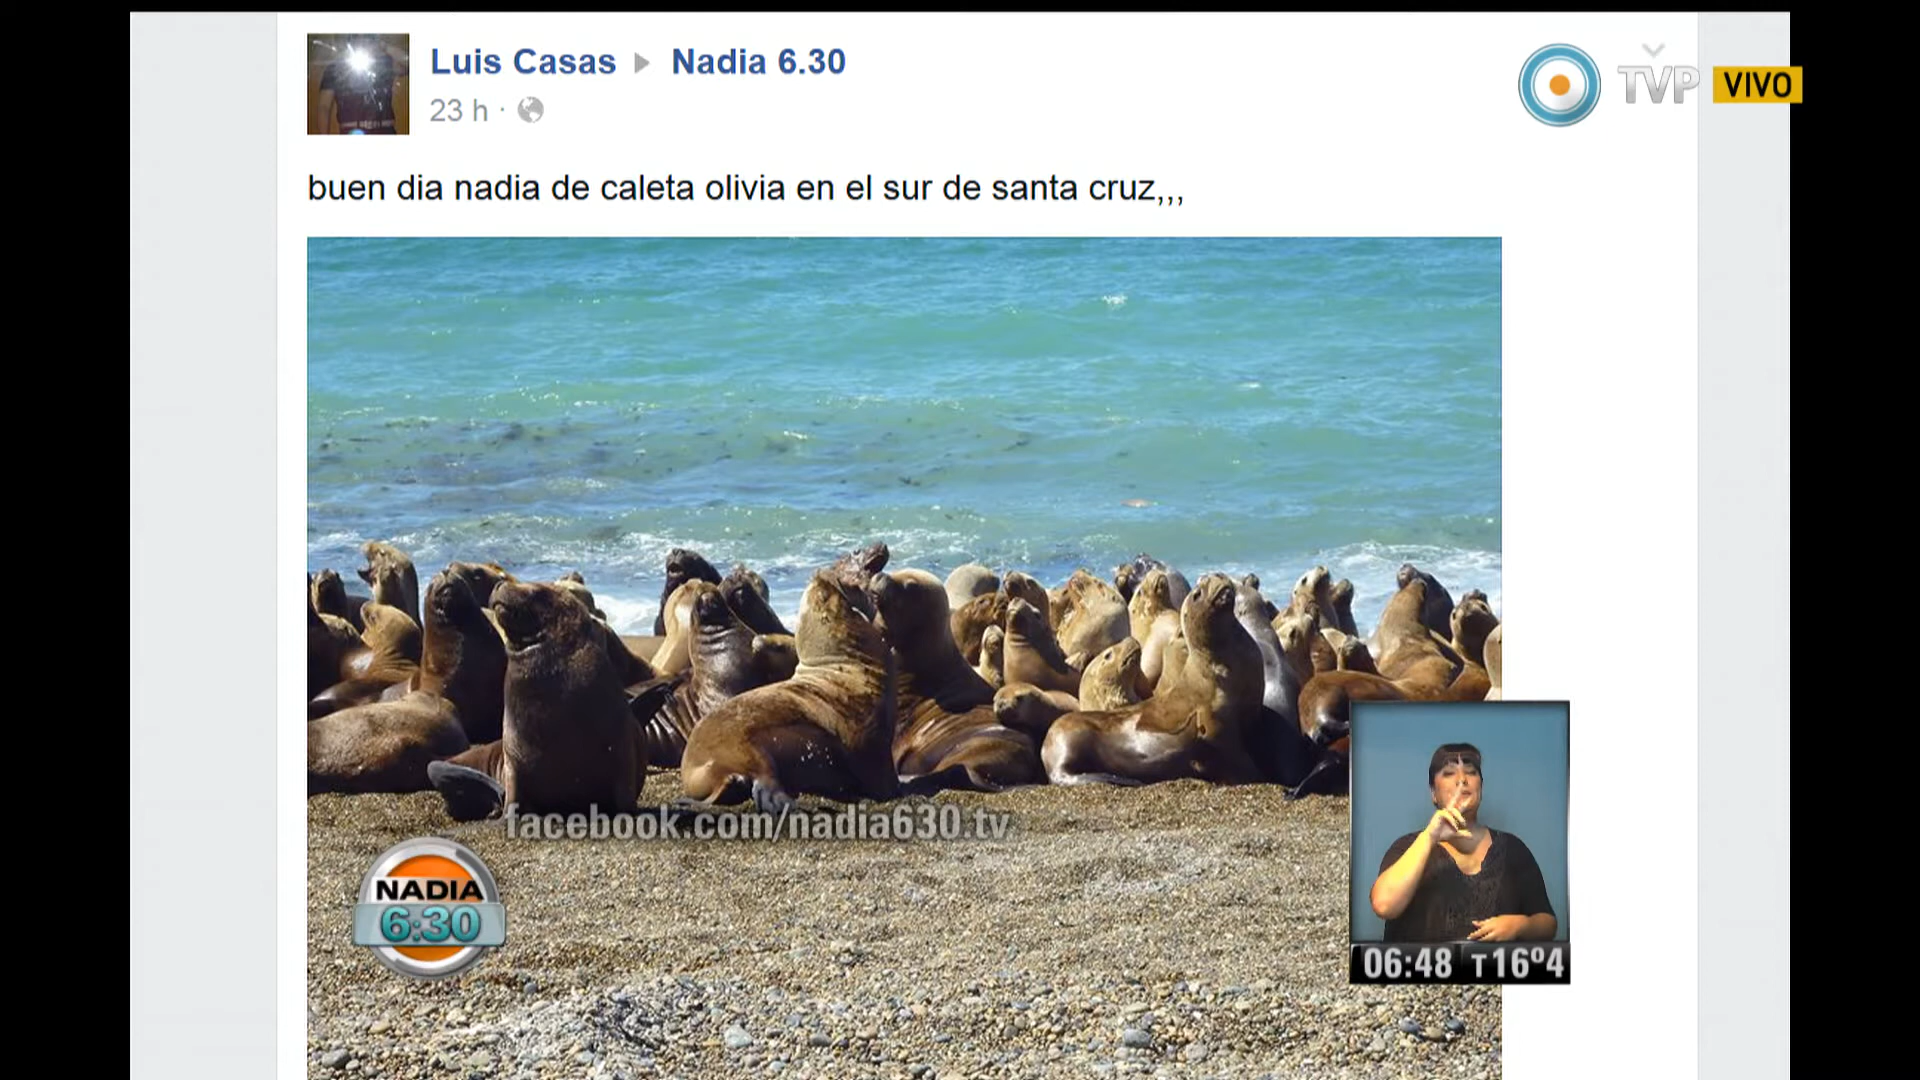 Luis Casas Nadia 6.30
23 h ·
TVP VIVO
buen dia nadia de caleta olivia en el sur de santa cruz,,,
facebook.com/nadia630.tv
NADIA
6:30
06:48 T16º4